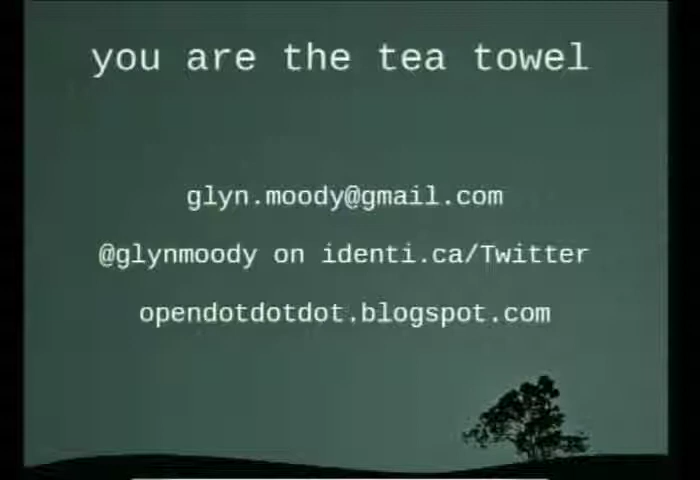 you are the tea towel
glyn.moody@gmail.com
@glynmoody on identi.ca/Twitter
opendotdotdot.blogspot.com